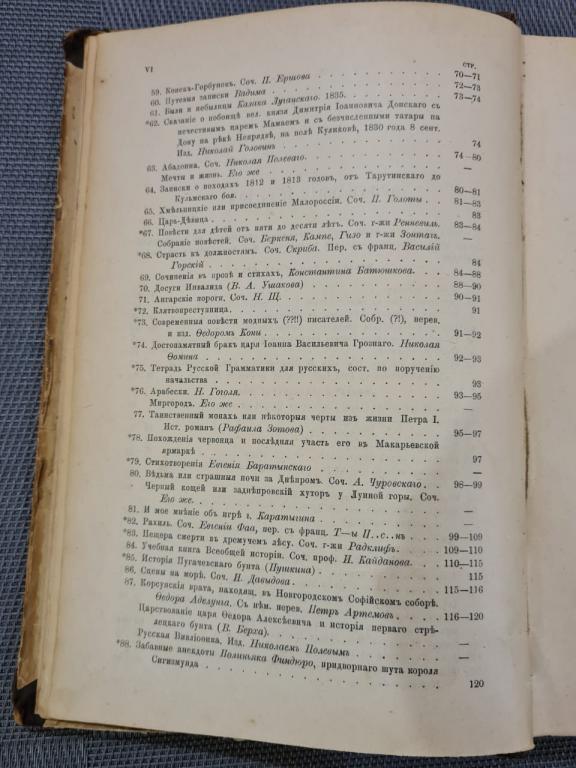 VI
СТР.
59. Конекъ-Горбунокъ. Соч. П. Ершова 70—71
60. Путевыя записки Вадима 72—73
61. Были и небылицы Казака Луганскаго. 1835. 73—74
*62. Сказаніе о побоищѣ вел. князя Димитрія Іоанновича Донскаго съ
нечестивымъ царемъ Мамаемъ и съ безчисленными татары на
Дону на рѣкѣ Непрядвѣ, на полѣ Куликовѣ, 1830 года 8 сент.
Изд. Николай Головинъ 74
63. Абадонна. Соч. Николая Полеваго. 74—80
Мечты и жизнь. Его же —
64. Записки о походахъ 1812 и 1813 годовъ, отъ Тарутинскаго до
Кульмскаго боя. 80—81
65. Хмѣльницкіе или присоединеніе Малороссіи. Соч. П. Голоты 81—83
66. Царь-Дѣвица 83
*67. Повѣсти для дѣтей отъ пяти до десяти лѣтъ. Соч. г-жи Ренневиль. 83—84
Собраніе повѣстей. Соч. Беркеня, Кампе, Гизо и г-жи Зонтагъ, —
*68. Страсть къ должностямъ. Соч. Скриба. Пер. съ франц. Василій
Горскій 84
69. Сочиненія въ прозѣ и стихахъ, Константина Батюшкова. 84—88
70. Досуги Инвалида (В. А. Ушакова) 88—90
71. Ангарскіе пороги. Соч. Н. Щ. 90—91
*72. Клятвопреступница. 91
*73. Современныя повѣсти модныхъ (??!!) писателей. Собр. (?!), перев.
и изд. Ѳедоромъ Кони 91—92
*74. Достопамятный бракъ царя Іоанна Васильевича Грознаго. Николая
Ѳомина 92—93
*75. Тетрадь Русской Грамматики для русскихъ, сост. по порученію
начальства 93
*76. Арабески. Н. Гоголя. 93—95
Миргородъ. Его же —
77. Таинственный монахъ или нѣкоторыя черты изъ жизни Петра I.
Ист. романъ (Рафаила Зотова) 95—97
*78. Похожденія червонца и послѣдняя участь его въ Макарьевской
ярмаркѣ 97
*79. Стихотворенія Евгенія Баратынскаго —
80. Вѣдьма или страшныя ночи за Днѣпромъ. Соч. А. Чуровскаго. 98—99
Черный кощей или заднѣпровскій хуторъ у Лунной горы. Соч.
Его же. —
81. И мое мнѣніе объ игрѣ г. Каратыгина —
*82. Рахиль. Соч. Евгеніи Фоа, пер. съ франц. Т—ы П..с..нъ 99—109
*83. Пещера смерти въ дремучемъ лѣсу. Соч. г-жи Радклифъ. 109—110
84. Учебная книга Всеобщей исторіи. Соч. проф. И. Кайданова. 110—115
*85. Исторія Пугачевскаго бунта (Пушкина) 115
86. Сцены на морѣ. Соч. И. Давыдова. 115—116
87. Корсунскія врата, находящ. въ Новгородскомъ Софійскомъ соборѣ.
Ѳедора Аделунга. Съ нѣм. перев. Петръ Артемовъ 116—120
Царствованіе царя Ѳедора Алексѣевича и исторія перваго стрѣ-
лецкаго бунта (В. Берха). —
Русская Вивліоѳика. Изд. Николаемъ Полевымъ —
*88. Забавные анекдоты Полиньяка Финдюро, придворнаго шута короля
Сигизмунда 120